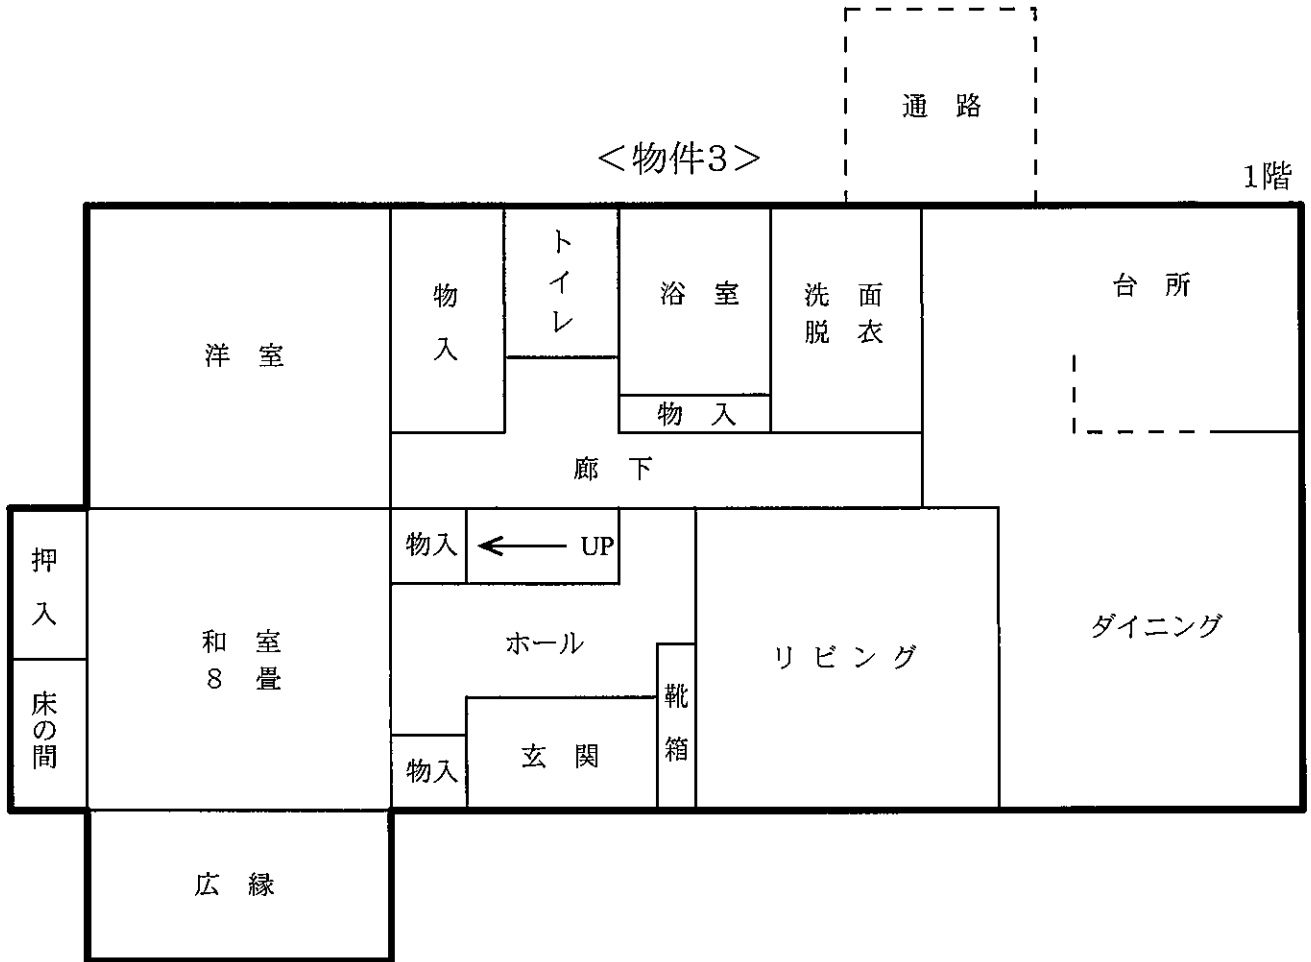 通路
<物件3>
1階
トイレ
物入
浴室
洗面
脱衣
台所
洋室
物入
廊下
押入
物入
UP
和室
8畳
ホール
リビング
ダイニング
床の間
靴箱
物入
玄関
広縁